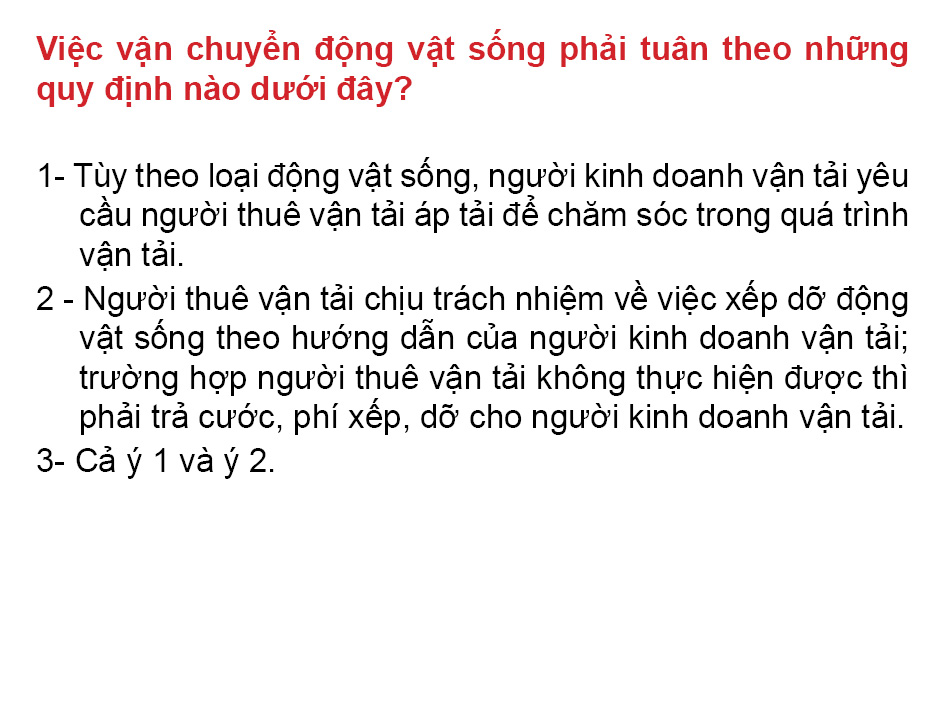 Việc vận chuyển động vật sống phải tuân theo những
quy định nào dưới đây?
1- Tùy theo loại động vật sống, người kinh doanh vận tải yêu
cầu người thuê vận tải áp tải để chăm sóc trong quá trình
vận tải.
2 - Người thuê vận tải chịu trách nhiệm về việc xếp dỡ động
vật sống theo hướng dẫn của người kinh doanh vận tải;
trường hợp người thuê vận tải không thực hiện được thì
phải trả cước, phí xếp, dỡ cho người kinh doanh vận tải.
3- Cả ý 1 và ý 2.